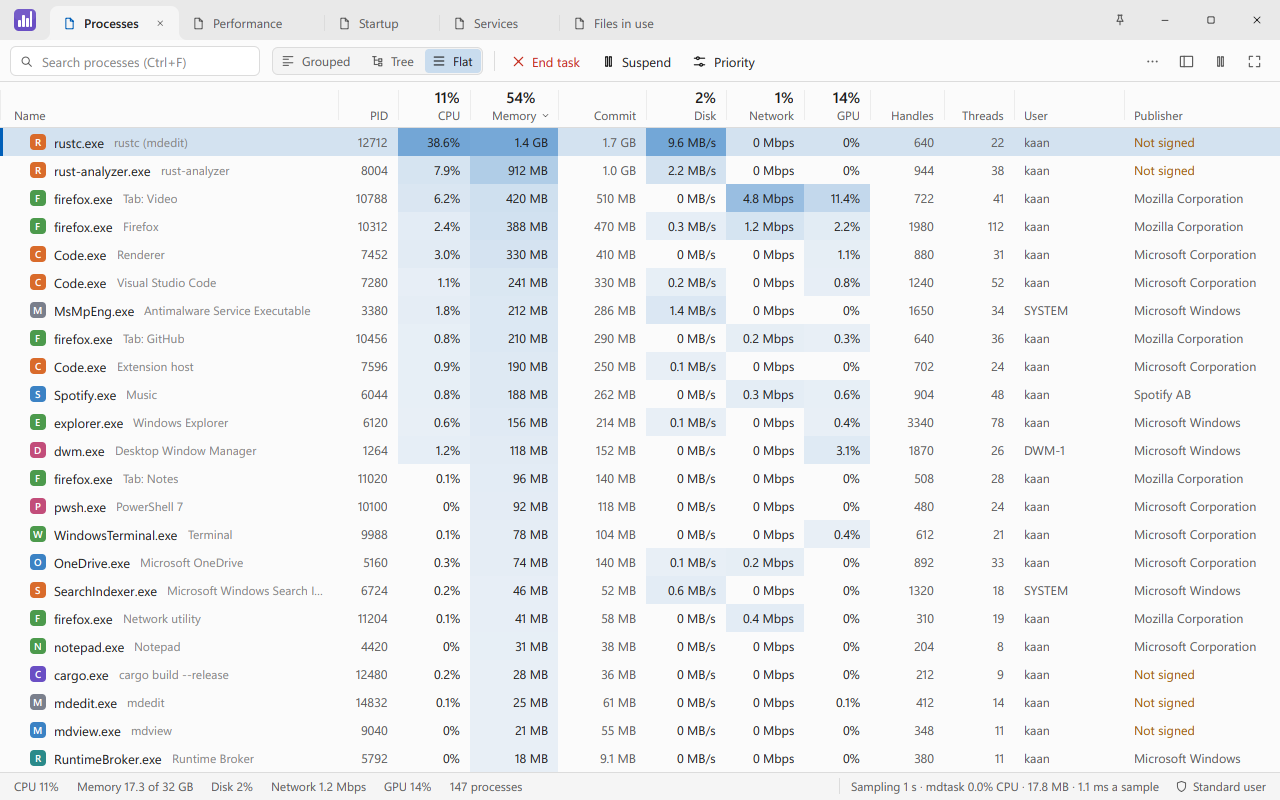 Processes × Performance Startup Services Files in use
Search processes (Ctrl+F) Grouped Tree Flat End task Suspend Priority
11% 54% 2% 1% 14%
Name PID CPU Memory Commit Disk Network GPU Handles Threads User Publisher
R rustc.exe rustc (mdedit) 12712 38.6% 1.4 GB 1.7 GB 9.6 MB/s 0 Mbps 0% 640 22 kaan Not signed
R rust-analyzer.exe rust-analyzer 8004 7.9% 912 MB 1.0 GB 2.2 MB/s 0 Mbps 0% 944 38 kaan Not signed
F firefox.exe Tab: Video 10788 6.2% 420 MB 510 MB 0 MB/s 4.8 Mbps 11.4% 722 41 kaan Mozilla Corporation
F firefox.exe Firefox 10312 2.4% 388 MB 470 MB 0.3 MB/s 1.2 Mbps 2.2% 1980 112 kaan Mozilla Corporation
C Code.exe Renderer 7452 3.0% 330 MB 410 MB 0 MB/s 0 Mbps 1.1% 880 31 kaan Microsoft Corporation
C Code.exe Visual Studio Code 7280 1.1% 241 MB 330 MB 0.2 MB/s 0 Mbps 0.8% 1240 52 kaan Microsoft Corporation
M MsMpEng.exe Antimalware Service Executable 3380 1.8% 212 MB 286 MB 1.4 MB/s 0 Mbps 0% 1650 34 SYSTEM Microsoft Windows
F firefox.exe Tab: GitHub 10456 0.8% 210 MB 290 MB 0 MB/s 0.2 Mbps 0.3% 640 36 kaan Mozilla Corporation
C Code.exe Extension host 7596 0.9% 190 MB 250 MB 0.1 MB/s 0 Mbps 0% 702 24 kaan Microsoft Corporation
S Spotify.exe Music 6044 0.8% 188 MB 262 MB 0 MB/s 0.3 Mbps 0.6% 904 48 kaan Spotify AB
E explorer.exe Windows Explorer 6120 0.6% 156 MB 214 MB 0.1 MB/s 0 Mbps 0.4% 3340 78 kaan Microsoft Windows
D dwm.exe Desktop Window Manager 1264 1.2% 118 MB 152 MB 0 MB/s 0 Mbps 3.1% 1870 26 DWM-1 Microsoft Windows
F firefox.exe Tab: Notes 11020 0.1% 96 MB 140 MB 0 MB/s 0 Mbps 0% 508 28 kaan Mozilla Corporation
P pwsh.exe PowerShell 7 10100 0% 92 MB 118 MB 0 MB/s 0 Mbps 0% 480 24 kaan Microsoft Corporation
W WindowsTerminal.exe Terminal 9988 0.1% 78 MB 104 MB 0 MB/s 0 Mbps 0.4% 612 21 kaan Microsoft Corporation
O OneDrive.exe Microsoft OneDrive 5160 0.3% 74 MB 140 MB 0.1 MB/s 0.2 Mbps 0% 892 33 kaan Microsoft Corporation
S SearchIndexer.exe Microsoft Windows Search I... 6724 0.2% 46 MB 52 MB 0.6 MB/s 0 Mbps 0% 1320 18 SYSTEM Microsoft Windows
F firefox.exe Network utility 11204 0.1% 41 MB 58 MB 0 MB/s 0.4 Mbps 0% 310 19 kaan Mozilla Corporation
N notepad.exe Notepad 4420 0% 31 MB 38 MB 0 MB/s 0 Mbps 0% 204 8 kaan Microsoft Corporation
C cargo.exe cargo build --release 12480 0.2% 28 MB 36 MB 0 MB/s 0 Mbps 0% 212 9 kaan Not signed
M mdedit.exe mdedit 14832 0.1% 25 MB 61 MB 0 MB/s 0 Mbps 0.1% 412 14 kaan Not signed
M mdview.exe mdview 9040 0% 21 MB 55 MB 0 MB/s 0 Mbps 0% 348 11 kaan Not signed
R RuntimeBroker.exe Runtime Broker 5792 0% 18 MB 9.1 MB 0 MB/s 0 Mbps 0% 380 11 kaan Microsoft Windows
CPU 11% Memory 17.3 of 32 GB Disk 2% Network 1.2 Mbps GPU 14% 147 processes Sampling 1 s · mdtask 0.0% CPU · 17.8 MB · 1.1 ms a sample Standard user